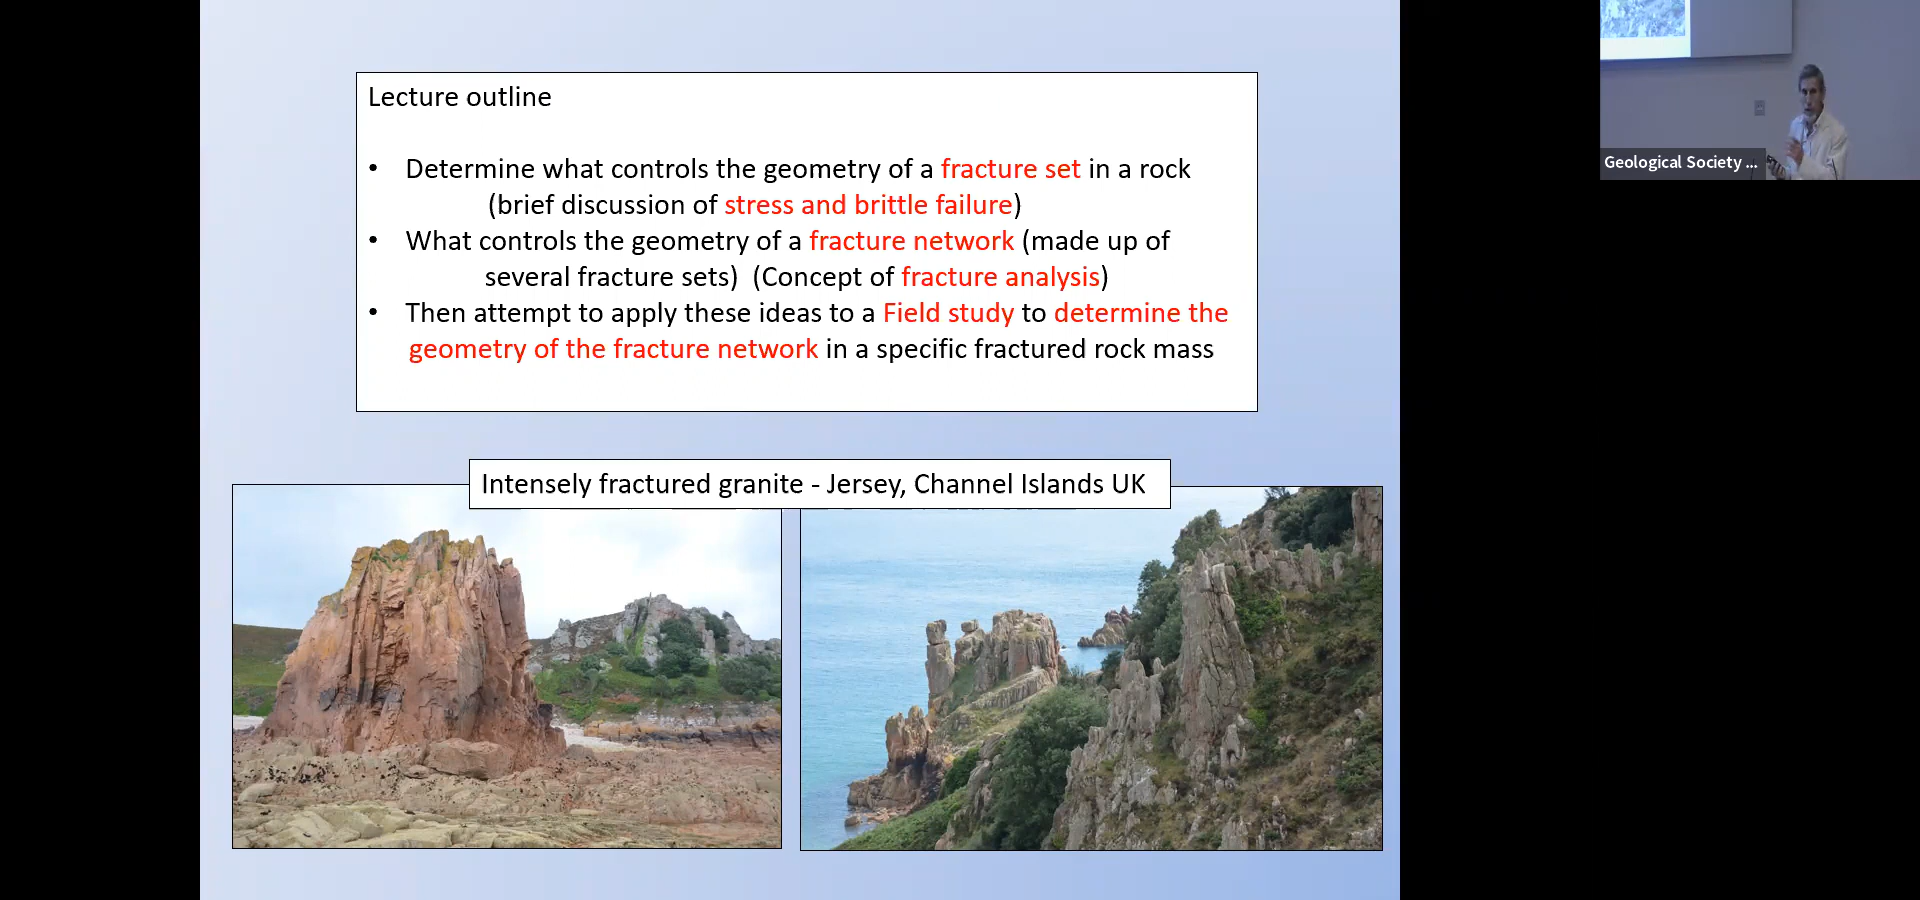 Lecture outline
• Determine what controls the geometry of a fracture set in a rock
(brief discussion of stress and brittle failure)
• What controls the geometry of a fracture network (made up of
several fracture sets) (Concept of fracture analysis)
• Then attempt to apply these ideas to a Field study to determine the
geometry of the fracture network in a specific fractured rock mass
Intensely fractured granite - Jersey, Channel Islands UK
Geological Society ...